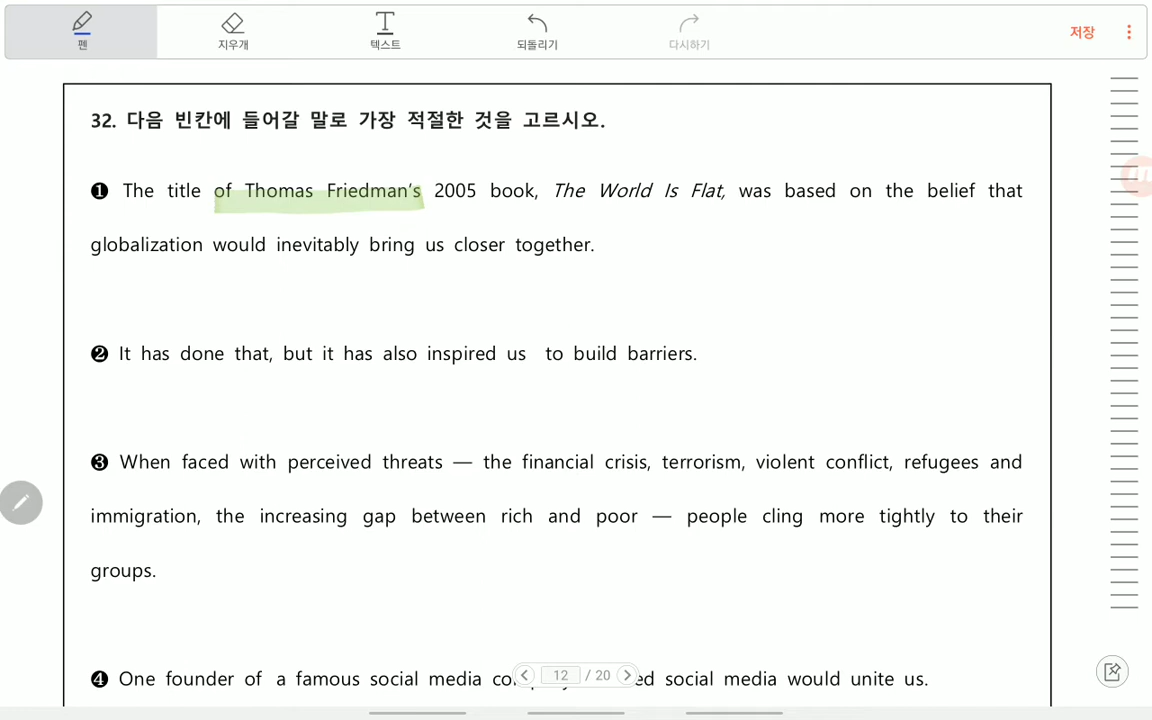 펜 지우개 텍스트 되돌리기 다시하기 저장
32. 다음 빈칸에 들어갈 말로 가장 적절한 것을 고르시오.
❶ The title of Thomas Friedman's 2005 book, The World Is Flat, was based on the belief that
globalization would inevitably bring us closer together.
❷ It has done that, but it has also inspired us to build barriers.
❸ When faced with perceived threats — the financial crisis, terrorism, violent conflict, refugees and
immigration, the increasing gap between rich and poor — people cling more tightly to their
groups.
❹ One founder of a famous social media social media would unite us.
12 / 20